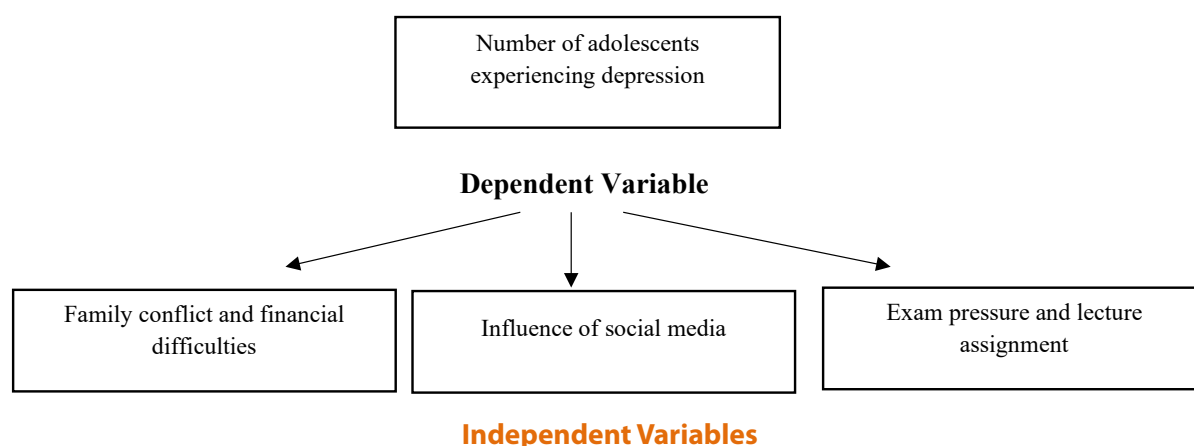 Number of adolescents
experiencing depression
Dependent Variable
Family conflict and financial
difficulties
Influence of social media
Exam pressure and lecture
assignment
Independent Variables